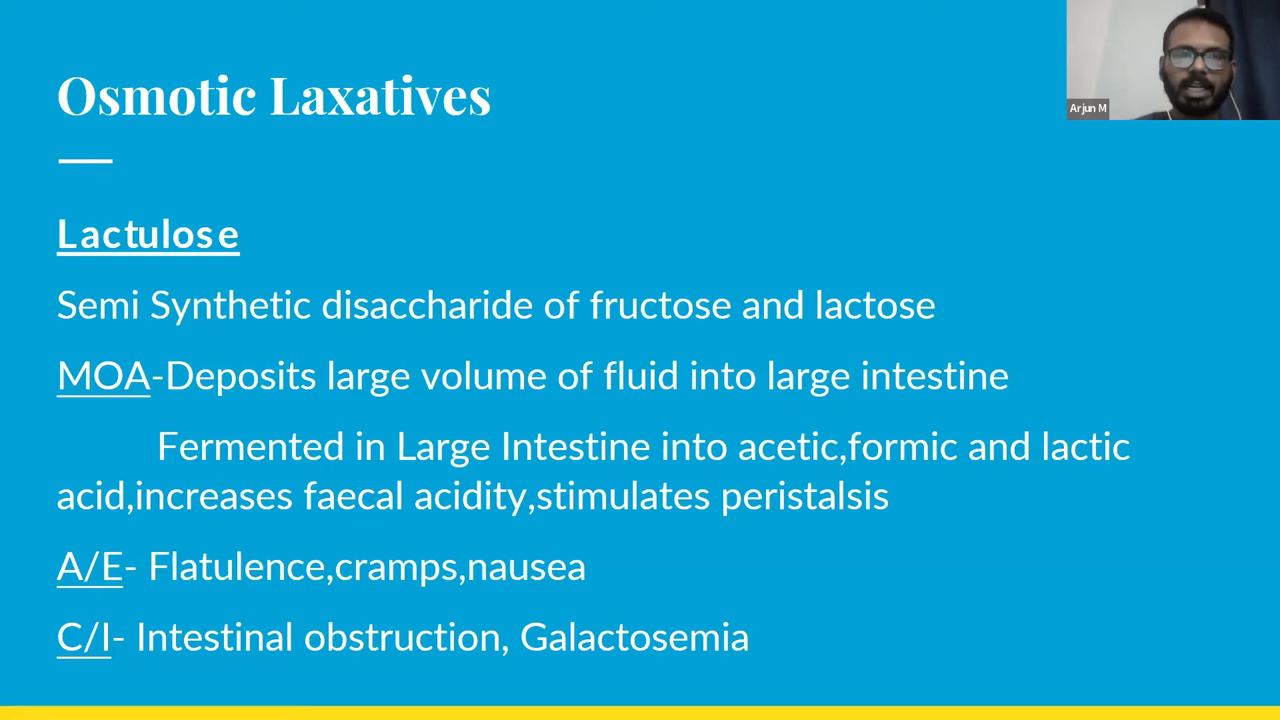 Osmotic Laxatives
Arjun M
Lactulose
Semi Synthetic disaccharide of fructose and lactose
MOA-Deposits large volume of fluid into large intestine
Fermented in Large Intestine into acetic,formic and lactic
acid,increases faecal acidity,stimulates peristalsis
A/E- Flatulence,cramps,nausea
C/I- Intestinal obstruction, Galactosemia